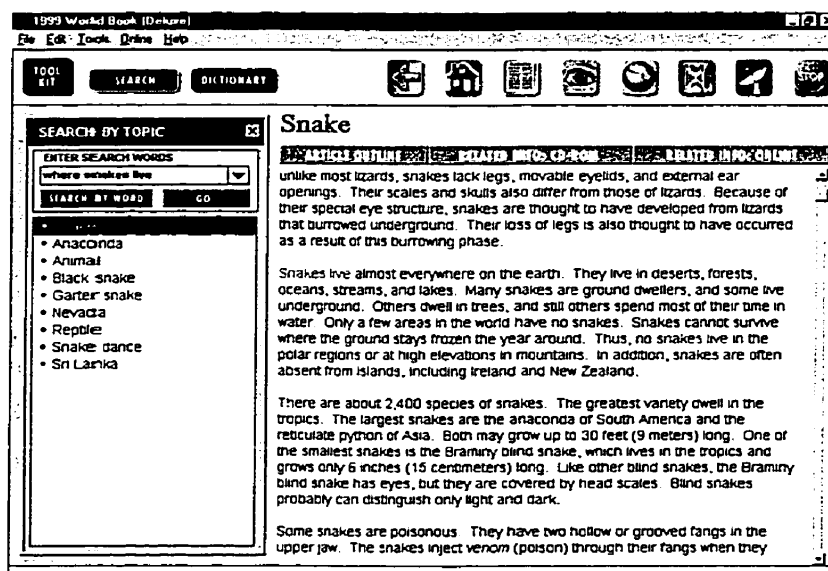 1999 World Book (Deluxe)
File Edit Tools Online Help
TOOL KIT
SEARCH
DICTIONARY
STOP
SEARCH BY TOPIC
ENTER SEARCH WORDS
where snakes live
SEARCH BY WORD GO
• Anaconda
• Animal
• Black snake
• Garter snake
• Nevada
• Reptile
• Snake dance
• Sri Lanka
Snake
ARTICLE OUTLINE RELATED INFO: CD-ROM RELATED INFO: ONLINE
unlike most lizards, snakes lack legs, movable eyelids, and external ear
openings. Their scales and skulls also differ from those of lizards. Because of
their special eye structure, snakes are thought to have developed from lizards
that burrowed underground. Their loss of legs is also thought to have occurred
as a result of this burrowing phase.
Snakes live almost everywhere on the earth. They live in deserts, forests,
oceans, streams, and lakes. Many snakes are ground dwellers, and some live
underground. Others dwell in trees, and still others spend most of their time in
water. Only a few areas in the world have no snakes. Snakes cannot survive
where the ground stays frozen the year around. Thus, no snakes live in the
polar regions or at high elevations in mountains. In addition, snakes are often
absent from islands, including Ireland and New Zealand.
There are about 2,400 species of snakes. The greatest variety dwell in the
tropics. The largest snakes are the anaconda of South America and the
reticulate python of Asia. Both may grow up to 30 feet (9 meters) long. One of
the smallest snakes is the Braminy blind snake, which lives in the tropics and
grows only 6 inches (15 centimeters) long. Like other blind snakes, the Braminy
blind snake has eyes, but they are covered by head scales. Blind snakes
probably can distinguish only light and dark.
Some snakes are poisonous. They have two hollow or grooved fangs in the
upper jaw. The snakes inject venom (poison) through their fangs when they